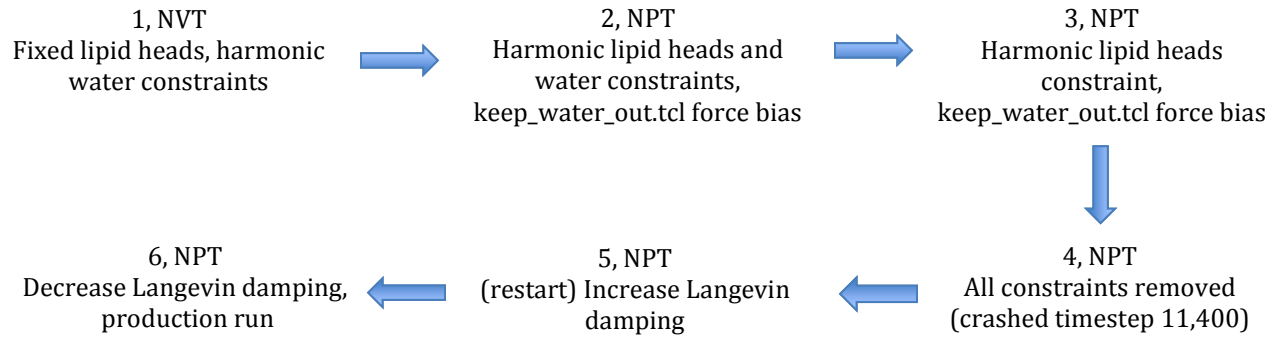 1, NVT
Fixed lipid heads, harmonic
water constraints
2, NPT
Harmonic lipid heads and
water constraints,
keep_water_out.tcl force bias
3, NPT
Harmonic lipid heads
constraint,
keep_water_out.tcl force bias
4, NPT
All constraints removed
(crashed timestep 11,400)
5, NPT
(restart) Increase Langevin
damping
6, NPT
Decrease Langevin damping,
production run